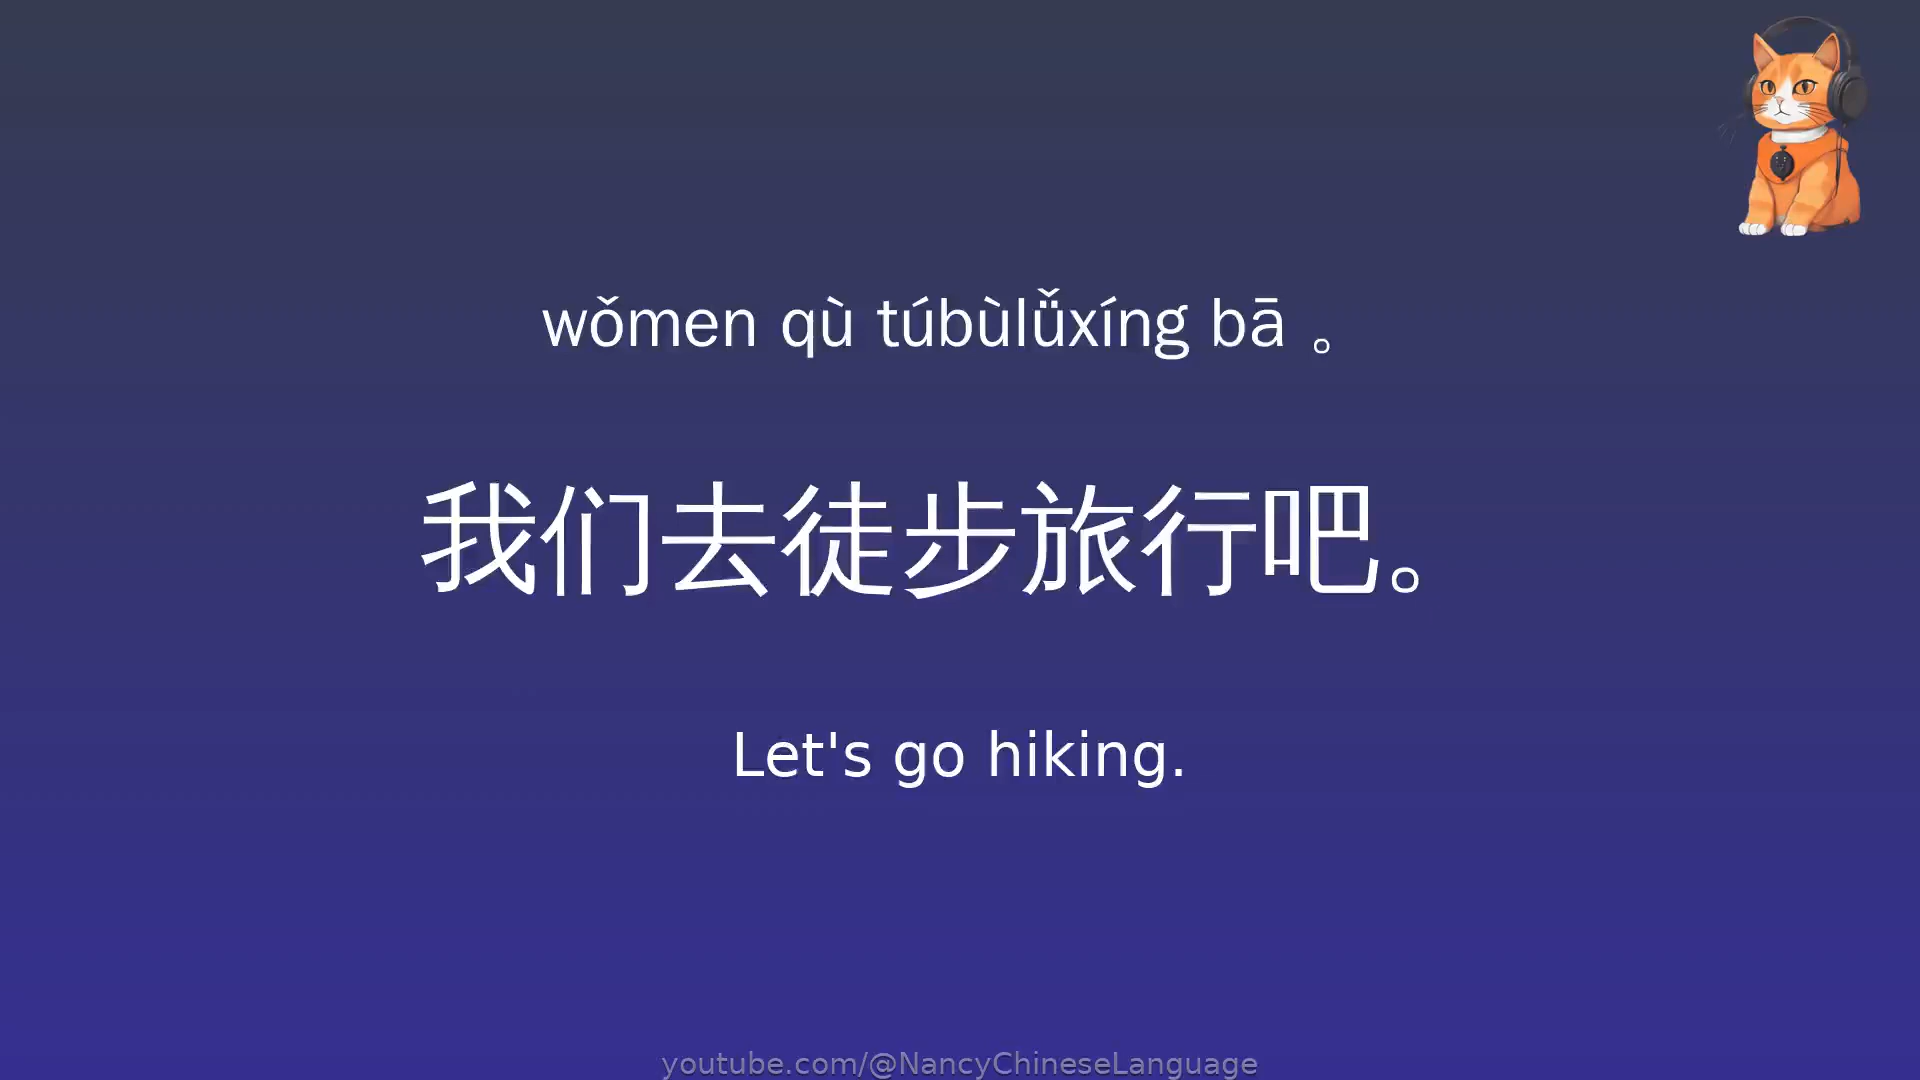 wǒmen qù túbùlǚxíng bā 。
我们去徒步旅行吧。
Let's go hiking.
youtube.com/@NancyChineseLanguage